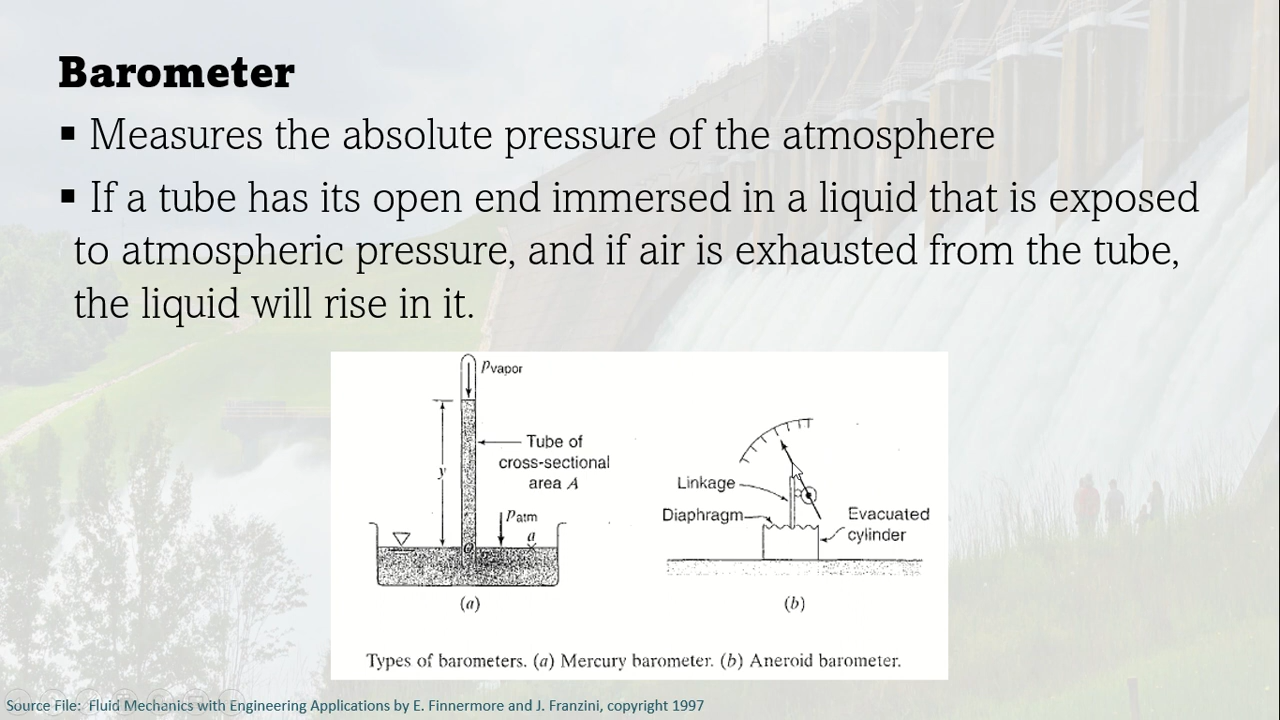 Barometer
▪ Measures the absolute pressure of the atmosphere
▪ If a tube has its open end immersed in a liquid that is exposed
to atmospheric pressure, and if air is exhausted from the tube,
the liquid will rise in it.
pvapor
Tube of
cross-sectional
area A
y
patm
a
O
(a)
Linkage
Diaphragm
Evacuated
cylinder
(b)
Types of barometers. (a) Mercury barometer. (b) Aneroid barometer.
Source File: Fluid Mechanics with Engineering Applications by E. Finnermore and J. Franzini, copyright 1997